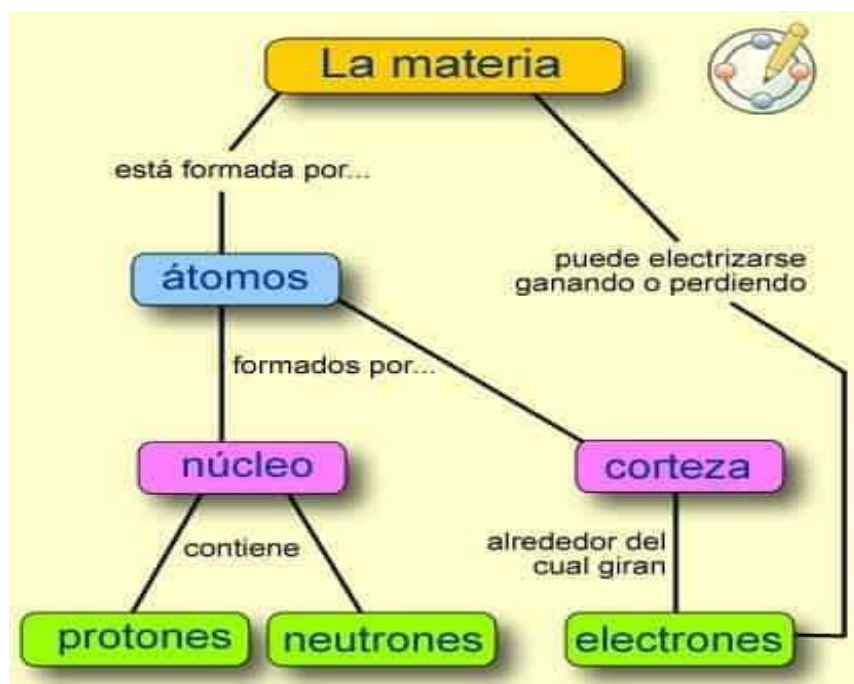 La materia
está formada por...
puede electrizarse
ganando o perdiendo
átomos
formados por...
núcleo
corteza
contiene
alrededor del
cual giran
protones
neutrones
electrones